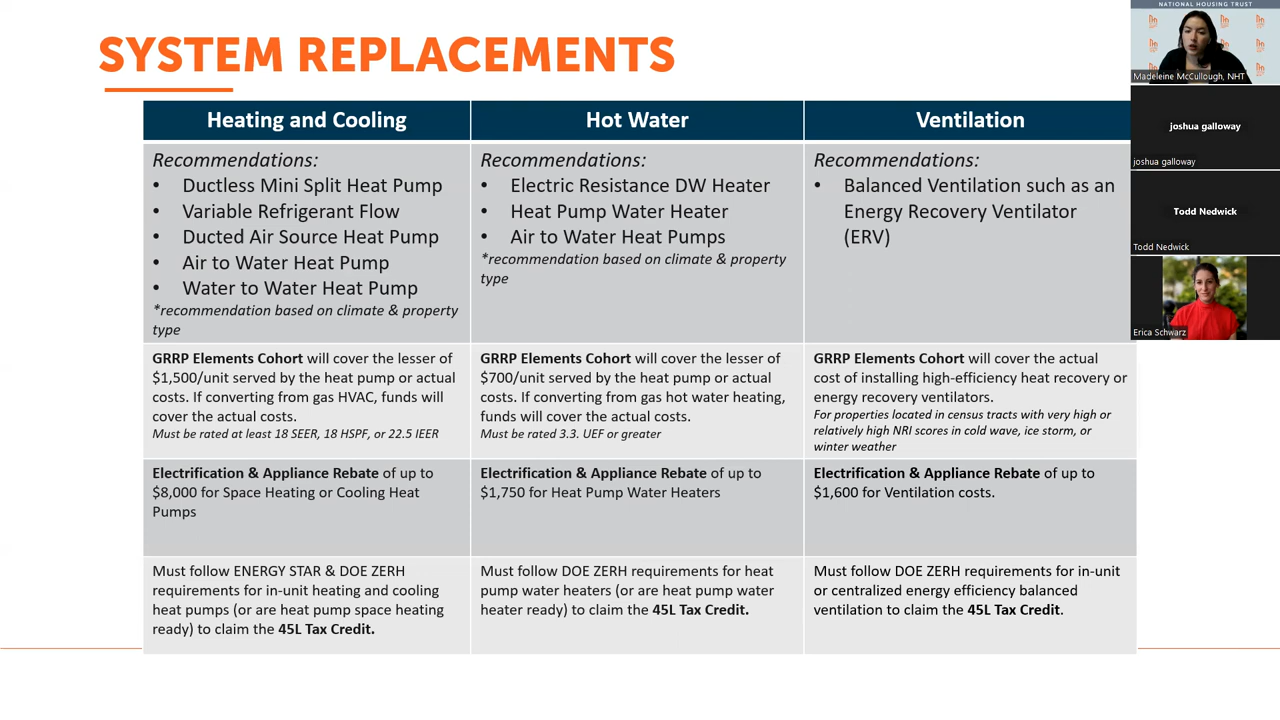 SYSTEM REPLACEMENTS
Heating and Cooling
Recommendations:
• Ductless Mini Split Heat Pump
• Variable Refrigerant Flow
• Ducted Air Source Heat Pump
• Air to Water Heat Pump
• Water to Water Heat Pump
*recommendation based on climate & property
type
GRRP Elements Cohort will cover the lesser of
$1,500/unit served by the heat pump or actual
costs. If converting from gas HVAC, funds will
cover the actual costs.
Must be rated at least 18 SEER, 18 HSPF, or 22.5 IEER
Electrification & Appliance Rebate of up to
$8,000 for Space Heating or Cooling Heat
Pumps
Must follow ENERGY STAR & DOE ZERH
requirements for in-unit heating and cooling
heat pumps (or are heat pump space heating
ready) to claim the 45L Tax Credit.
Hot Water
Recommendations:
• Electric Resistance DW Heater
• Heat Pump Water Heater
• Air to Water Heat Pumps
*recommendation based on climate & property
type
GRRP Elements Cohort will cover the lesser of
$700/unit served by the heat pump or actual
costs. If converting from gas hot water heating,
funds will cover the actual costs.
Must be rated 3.3. UEF or greater
Electrification & Appliance Rebate of up to
$1,750 for Heat Pump Water Heaters
Must follow DOE ZERH requirements for heat
pump water heaters (or are heat pump water
heater ready) to claim the 45L Tax Credit.
Ventilation
Recommendations:
• Balanced Ventilation such as an
Energy Recovery Ventilator
(ERV)
GRRP Elements Cohort will cover the actual
cost of installing high-efficiency heat recovery or
energy recovery ventilators.
For properties located in census tracts with very high or
relatively high NRI scores in cold wave, ice storm, or
winter weather
Electrification & Appliance Rebate of up to
$1,600 for Ventilation costs.
Must follow DOE ZERH requirements for in-unit
or centralized energy efficiency balanced
ventilation to claim the 45L Tax Credit.
NATIONAL HOUSING TRUST
Madeleine McCullough, NHT
joshua galloway
joshua galloway
Todd Nedwick
Todd Nedwick
Erica Schwarz